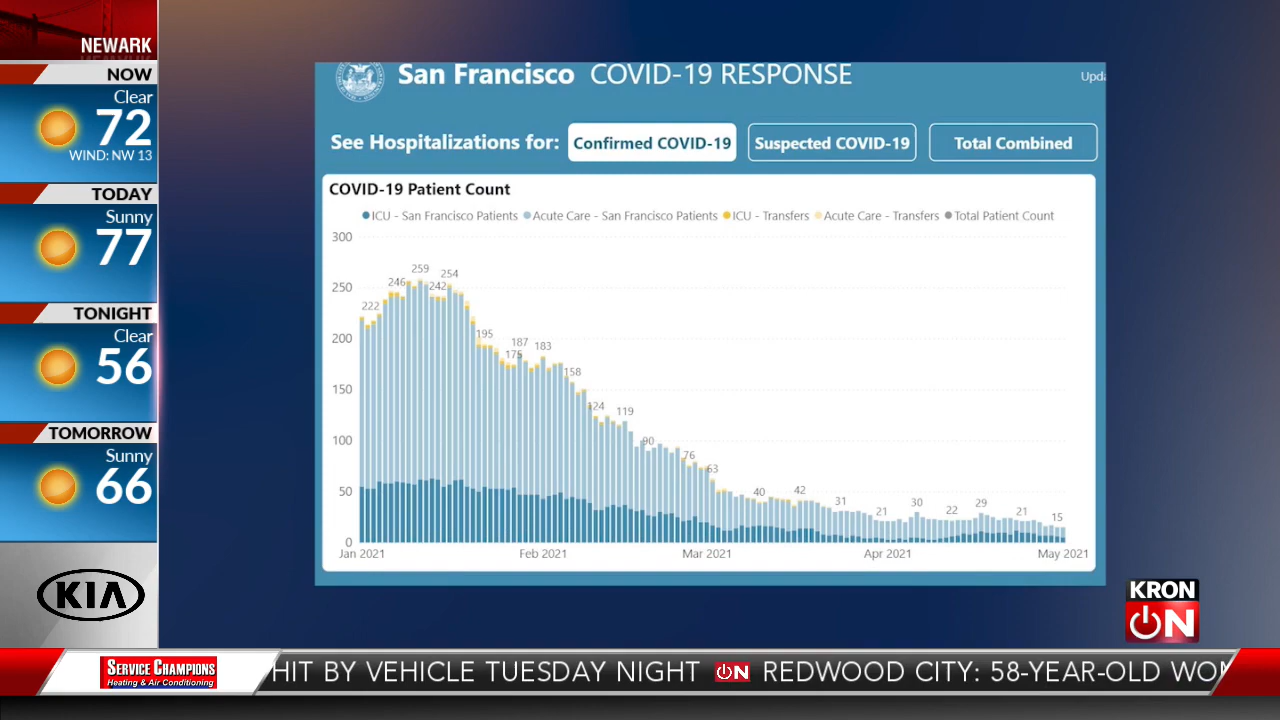 NEWARK
NOW
Clear
72
WIND: NW 13
TODAY
Sunny
77
TONIGHT
Clear
56
TOMORROW
Sunny
66
KIA
San Francisco COVID-19 RESPONSE
See Hospitalizations for: Confirmed COVID-19 Suspected COVID-19 Total Combined
COVID-19 Patient Count
ICU - San Francisco Patients Acute Care - San Francisco Patients ICU - Transfers Acute Care - Transfers Total Patient Count
300
250
200
150
100
50
0
222 246 259 242 254 195 175 187 183 158 124 119 90 76 63 40 42 31 21 30 22 29 21 15
Jan 2021 Feb 2021 Mar 2021 Apr 2021 May 2021
KRON
ON
SERVICE CHAMPIONS
Heating & Air Conditioning
HIT BY VEHICLE TUESDAY NIGHT ON REDWOOD CITY: 58-YEAR-OLD